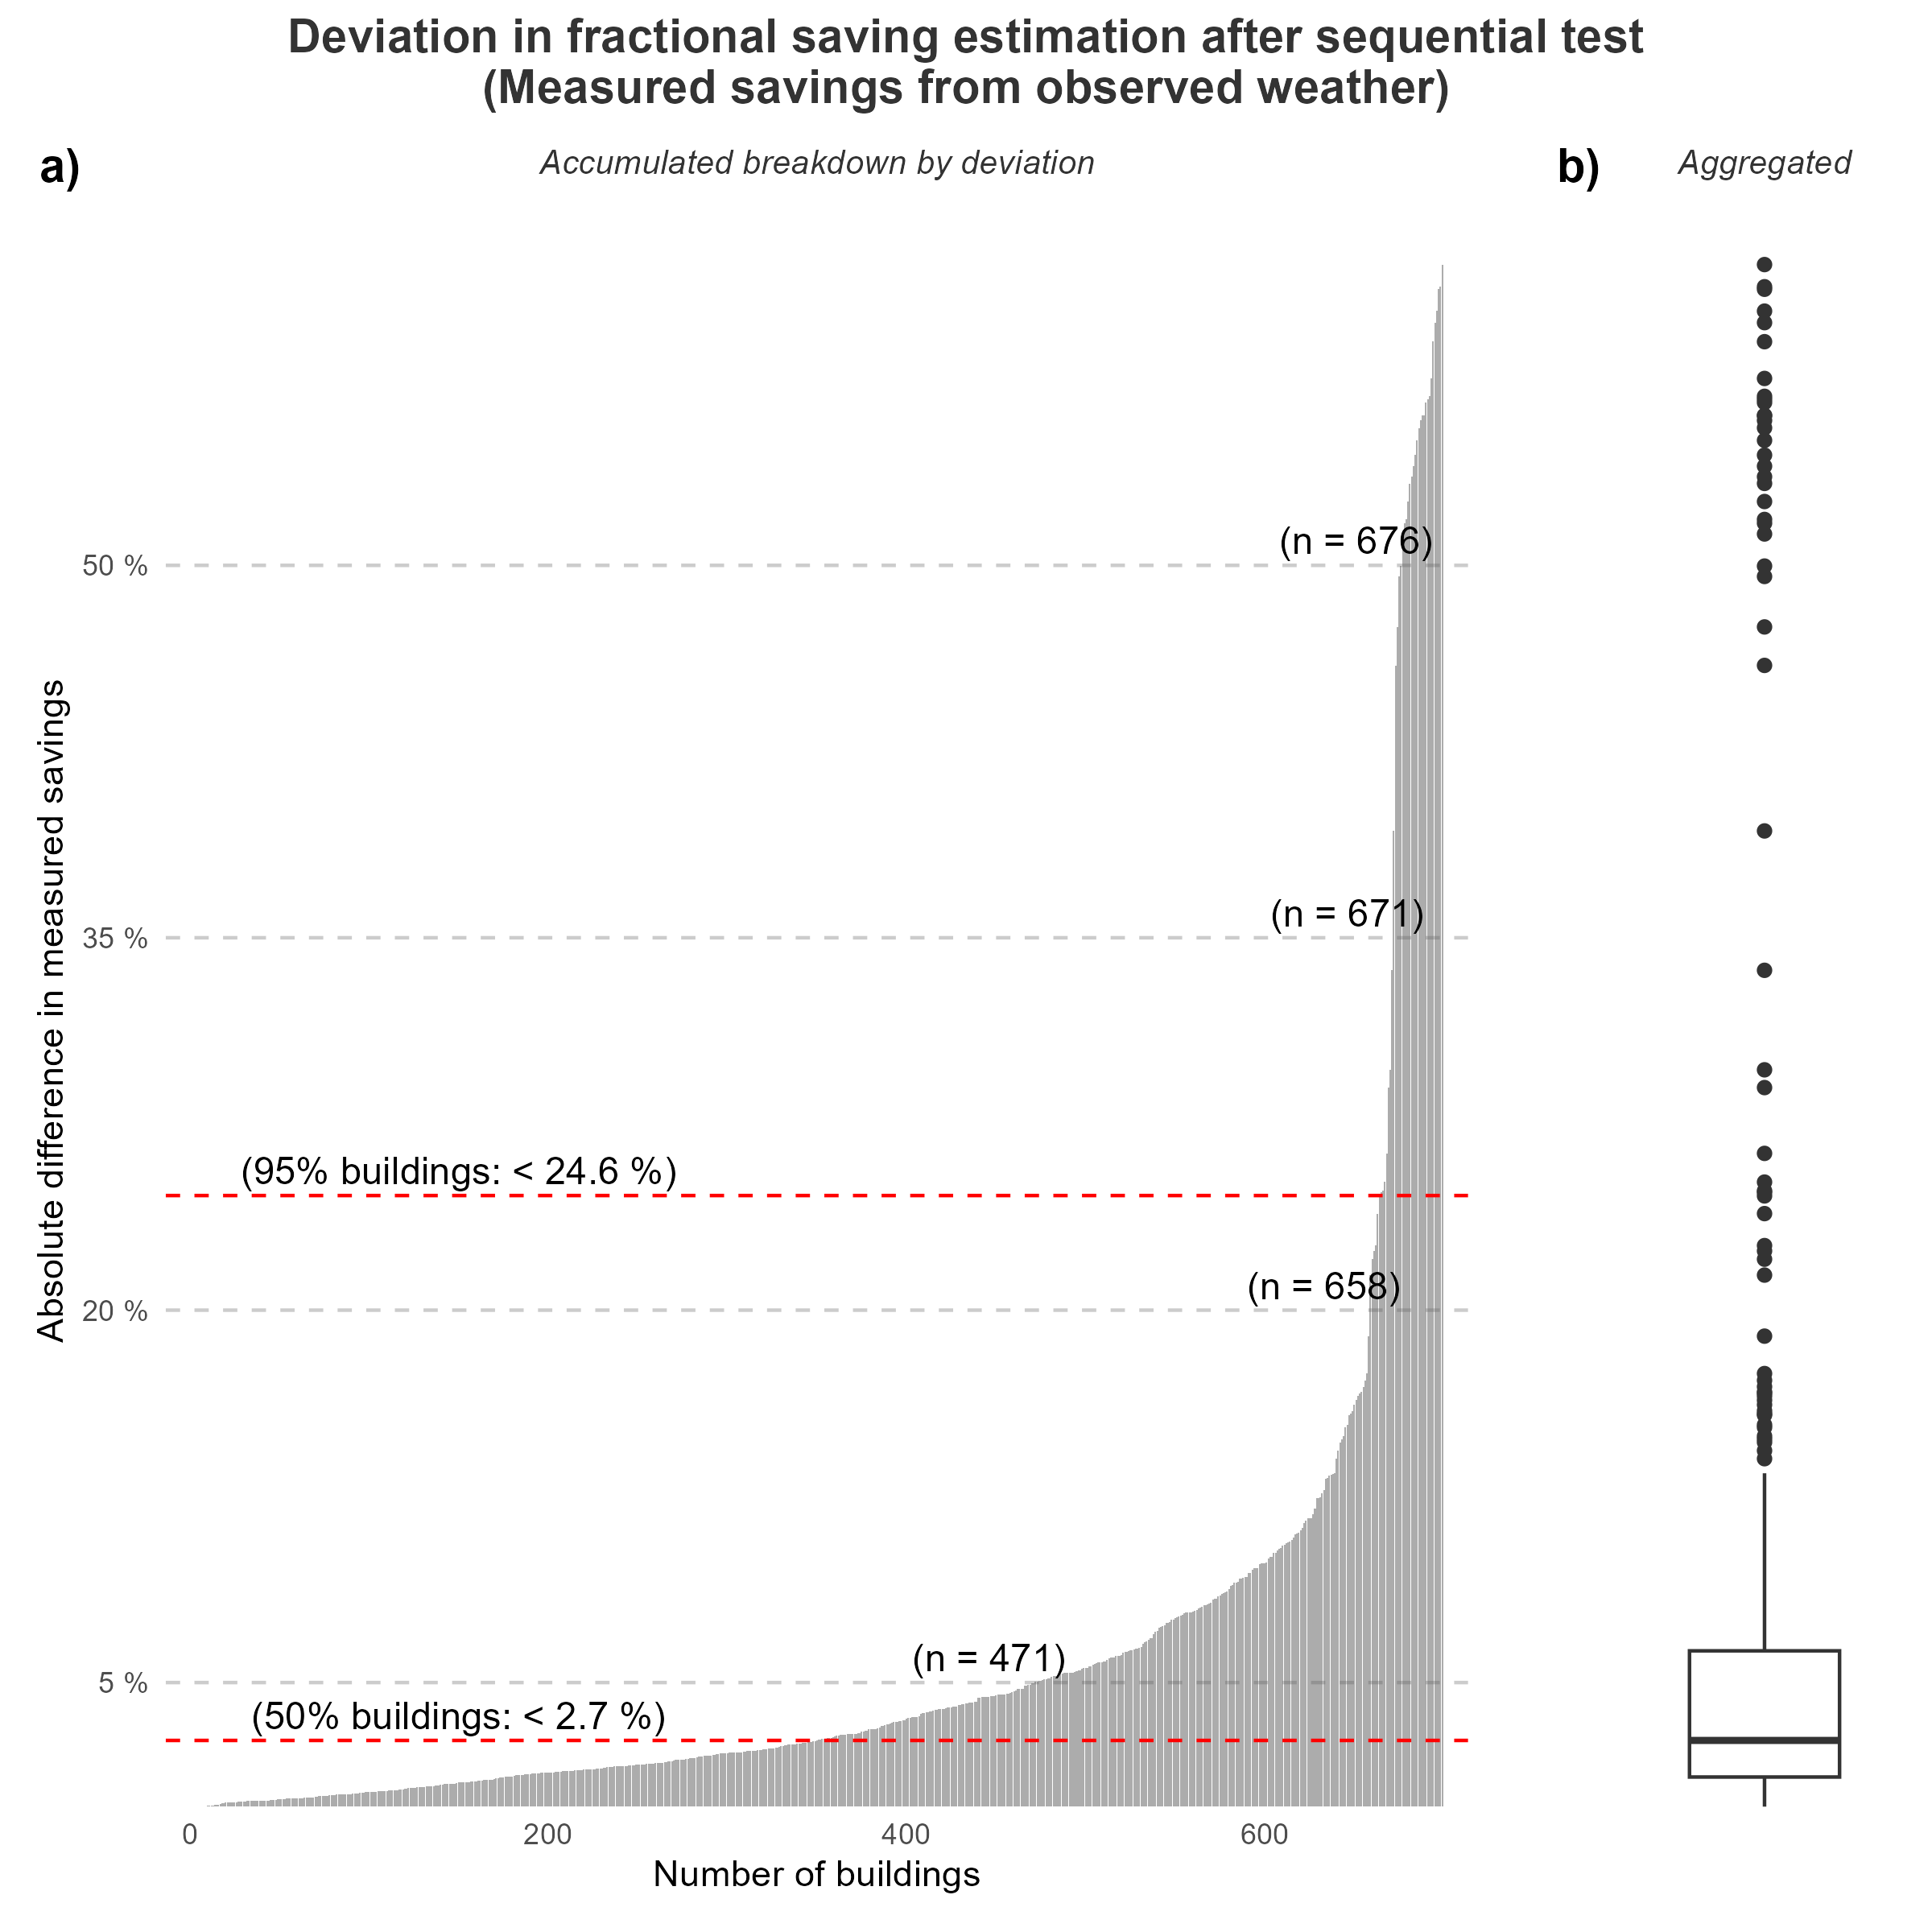 Deviation in fractional saving estimation after sequential test
(Measured savings from observed weather)
a)
Accumulated breakdown by deviation
b)
Aggregated
Absolute difference in measured savings
50 %
35 %
20 %
5 %
(n = 676)
(n = 671)
(95% buildings: < 24.6 %)
(n = 658)
(n = 471)
(50% buildings: < 2.7 %)
0
200
400
600
Number of buildings